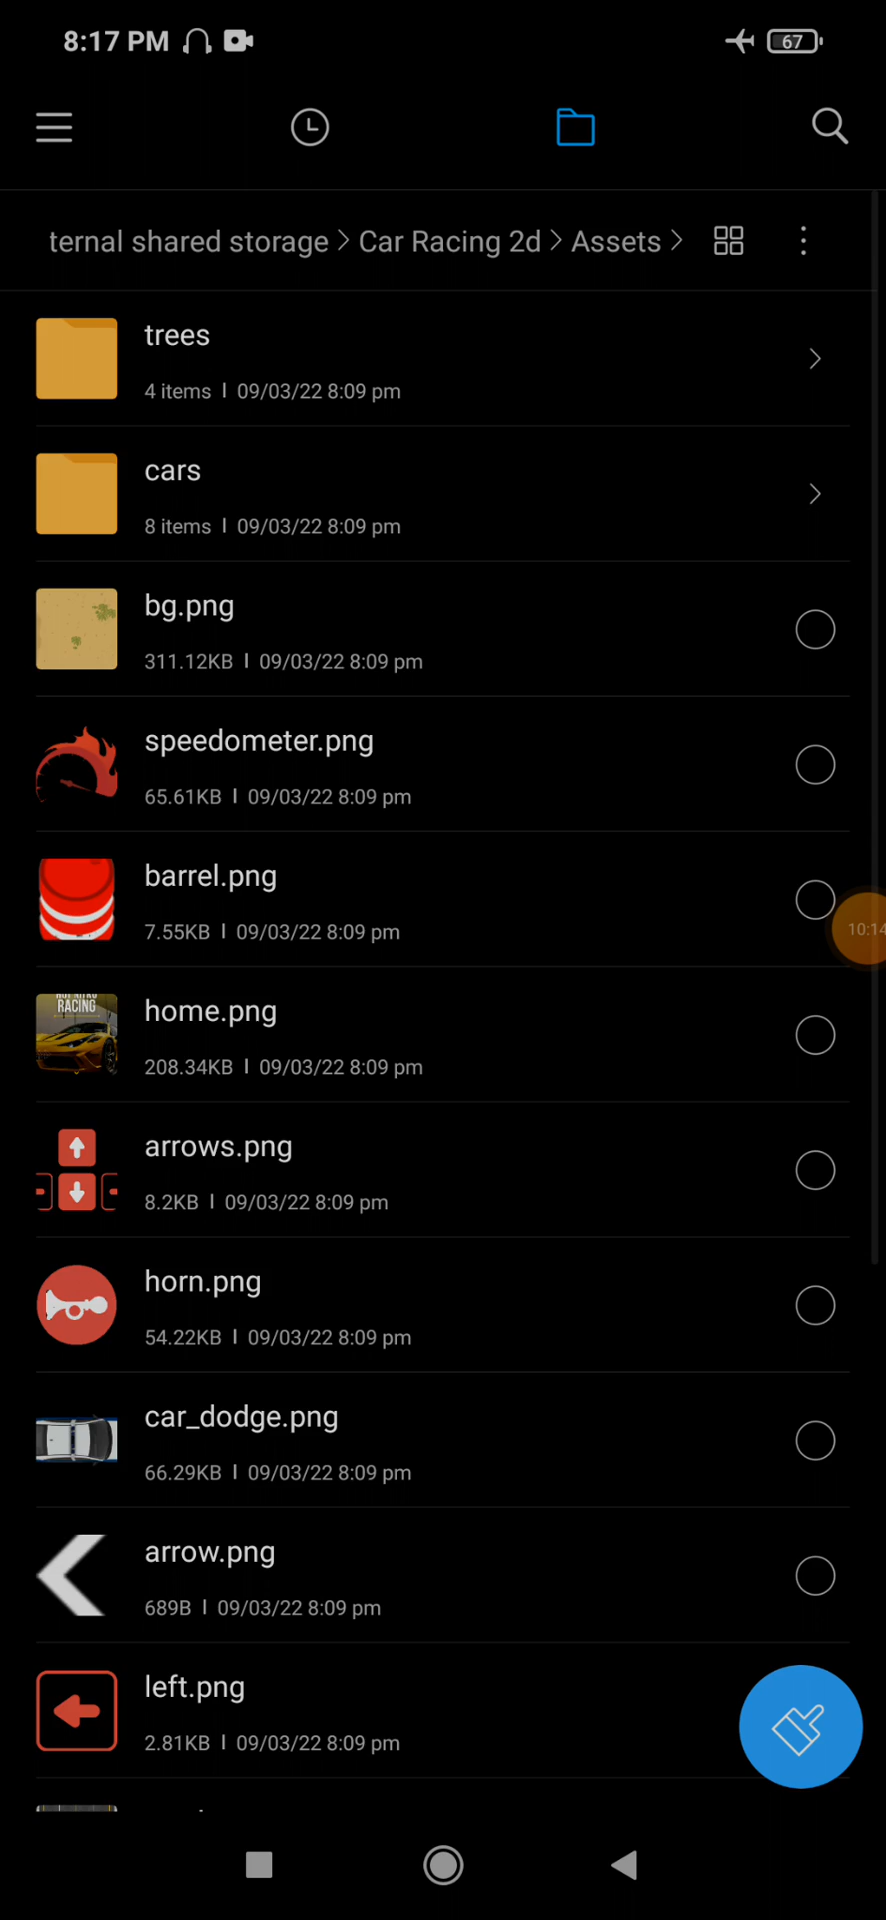 8:17 PM
67
ternal shared storage > Car Racing 2d > Assets >
trees
4 items | 09/03/22 8:09 pm
cars
8 items | 09/03/22 8:09 pm
bg.png
311.12KB | 09/03/22 8:09 pm
speedometer.png
65.61KB | 09/03/22 8:09 pm
barrel.png
7.55KB | 09/03/22 8:09 pm
10:14
RACING
home.png
208.34KB | 09/03/22 8:09 pm
arrows.png
8.2KB | 09/03/22 8:09 pm
horn.png
54.22KB | 09/03/22 8:09 pm
car_dodge.png
66.29KB | 09/03/22 8:09 pm
arrow.png
689B | 09/03/22 8:09 pm
left.png
2.81KB | 09/03/22 8:09 pm